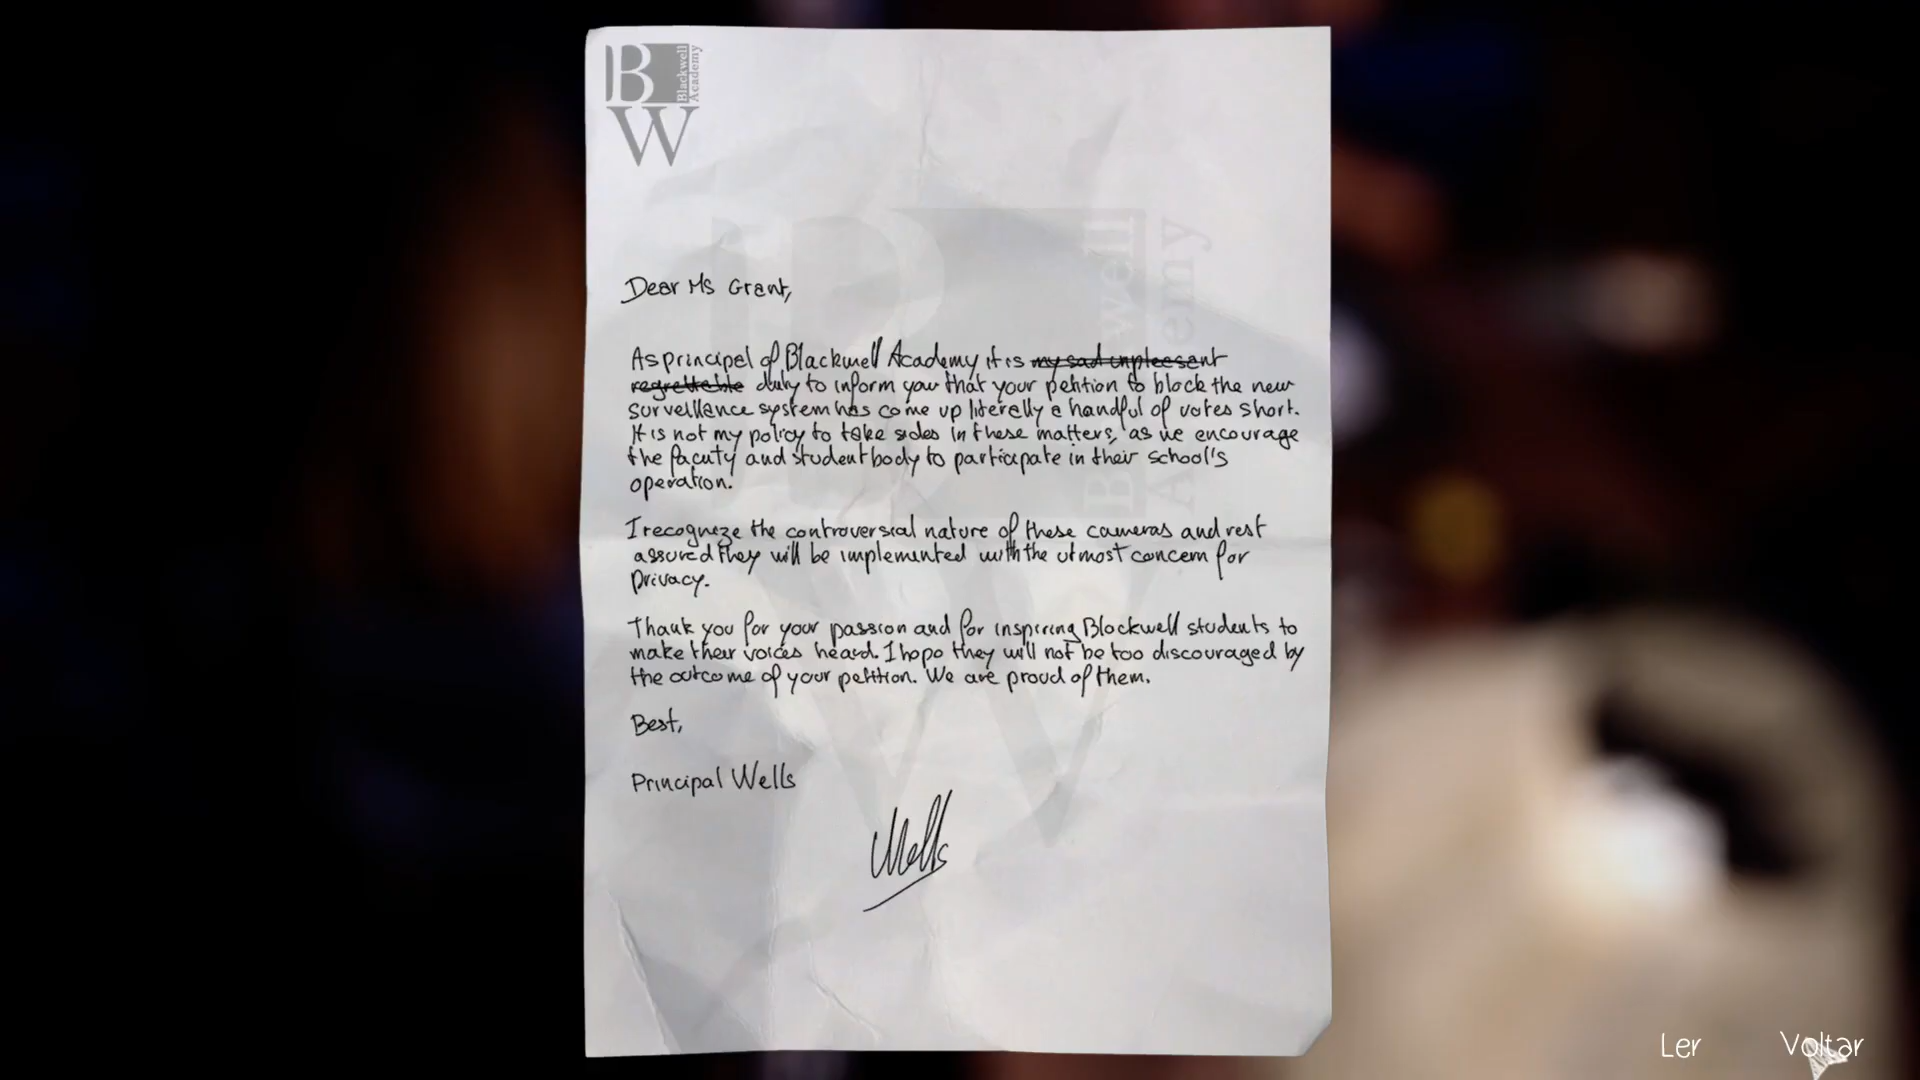 B
Blackwell
Academy
W
Dear Ms Grant,
As principal of Blackwell Academy it is my sad unpleasant
regrettable duty to inform you that your petition to block the new
surveillance system has come up literally a handful of votes short.
It is not my policy to take sides in these matters, as we encourage
the facuty and student body to participate in their school's
operation.
I recognize the controversial nature of these cameras and rest
assured they will be implemented with the utmost concern for
privacy.
Thank you for your passion and for inspiring Blackwell students to
make their voices heard. I hope they will not be too discouraged by
the outcome of your petition. We are proud of them.
Best,
Principal Wells
Wells
Ler
Voltar